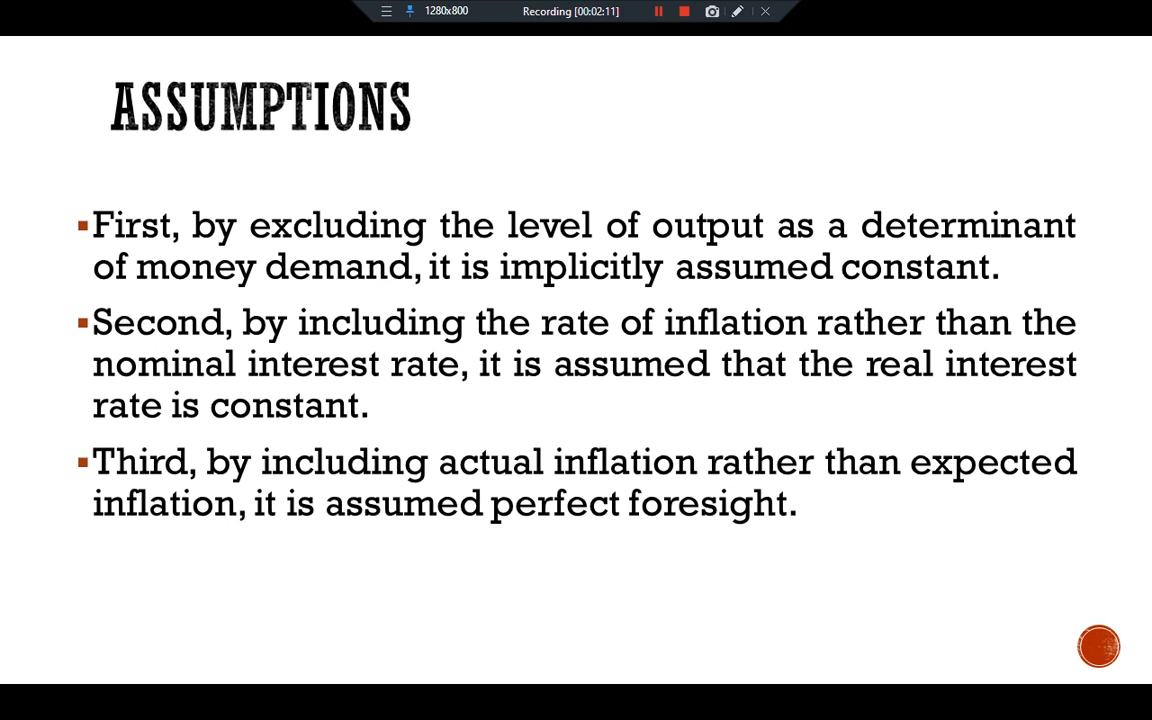 1280x800
Recording [00:02:11]
ASSUMPTIONS
▪First, by excluding the level of output as a determinant
of money demand, it is implicitly assumed constant.
▪Second, by including the rate of inflation rather than the
nominal interest rate, it is assumed that the real interest
rate is constant.
▪Third, by including actual inflation rather than expected
inflation, it is assumed perfect foresight.